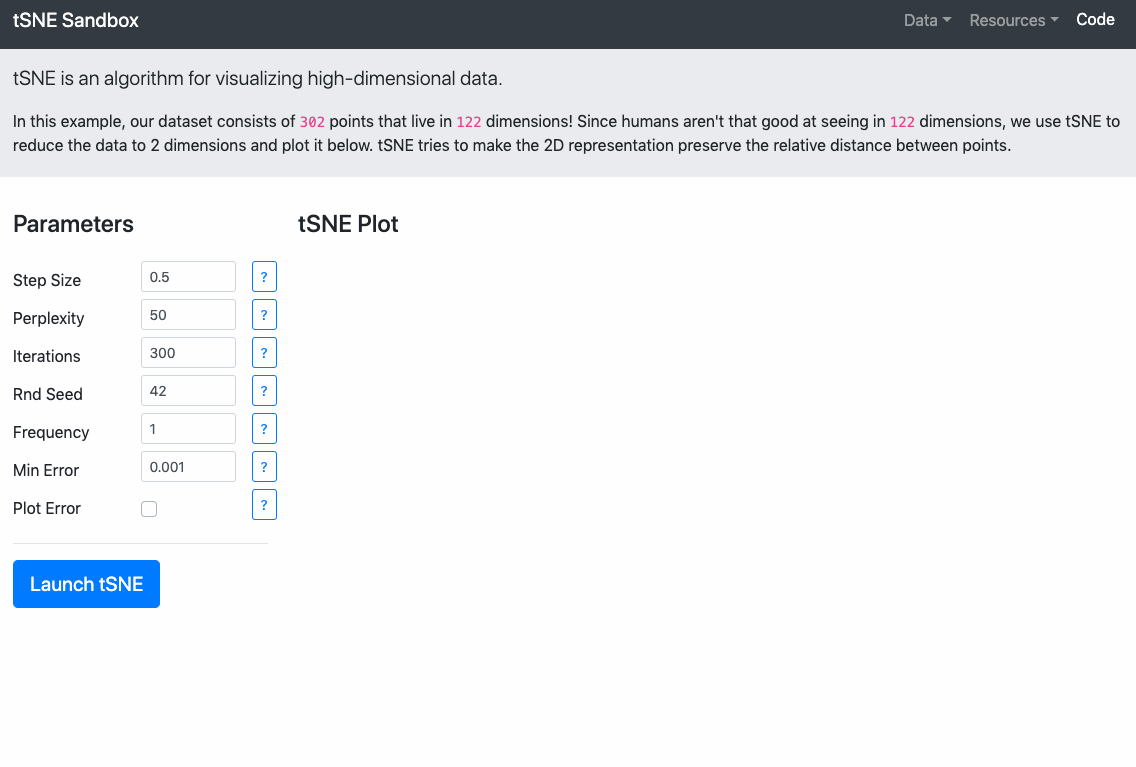 tSNE Sandbox
Data
Resources
Code
tSNE is an algorithm for visualizing high-dimensional data.
In this example, our dataset consists of 302 points that live in 122 dimensions! Since humans aren't that good at seeing in 122 dimensions, we use tSNE to
reduce the data to 2 dimensions and plot it below. tSNE tries to make the 2D representation preserve the relative distance between points.
Parameters
tSNE Plot
Step Size 0.5 ?
Perplexity 50 ?
Iterations 300 ?
Rnd Seed 42 ?
Frequency 1 ?
Min Error 0.001 ?
Plot Error ?
Launch tSNE